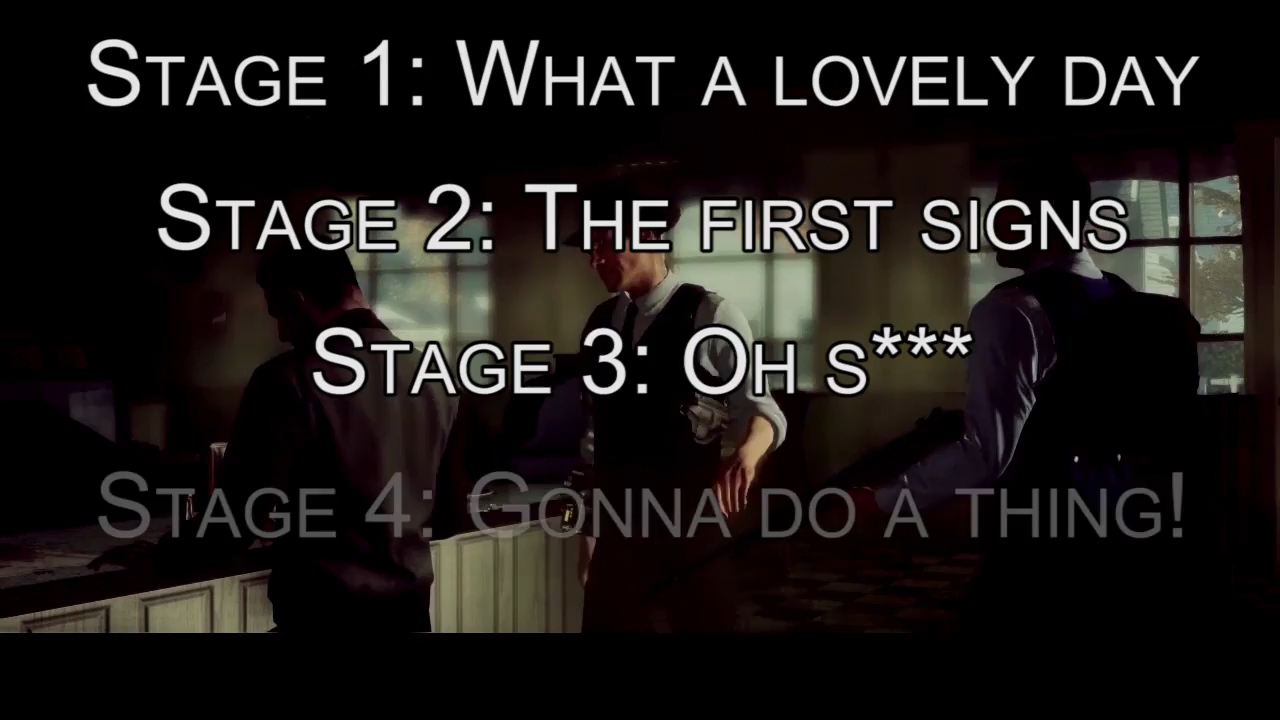 Stage 1: What a lovely day
Stage 2: The first signs
Stage 3: Oh s***
Stage 4: Gonna do a thing!